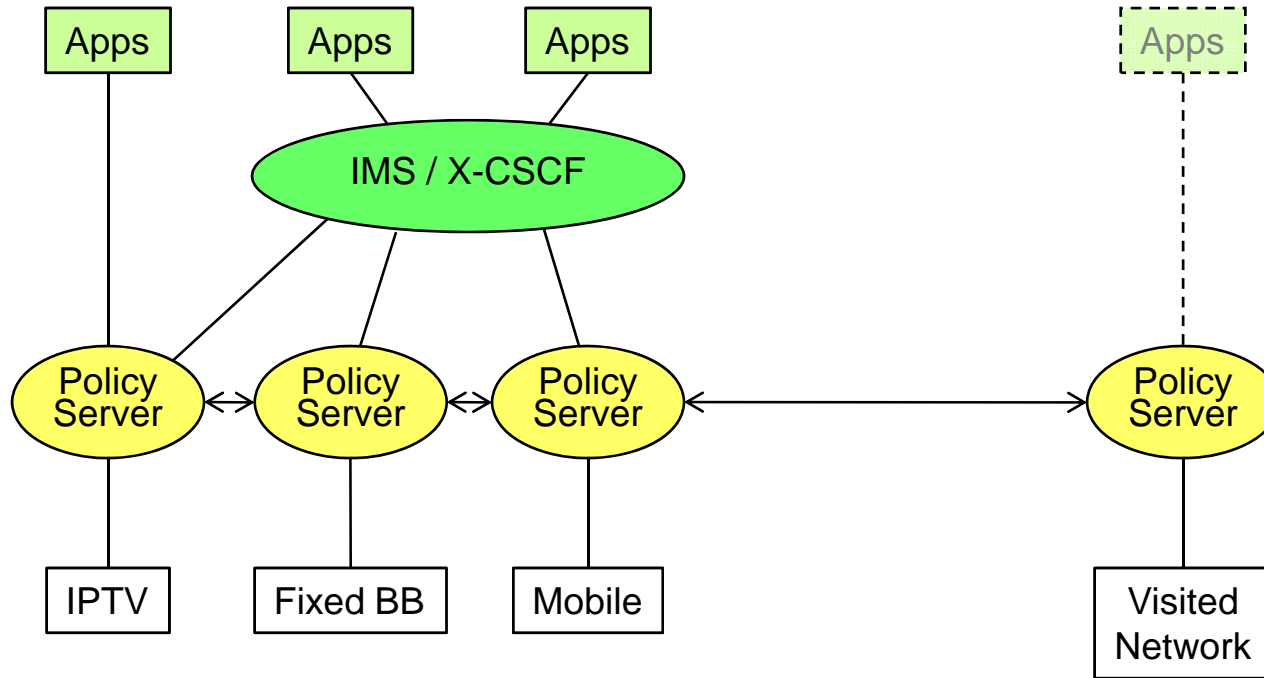 Apps
Apps
Apps
Apps
IMS / X-CSCF
Policy
Server
Policy
Server
Policy
Server
Policy
Server
IPTV
Fixed BB
Mobile
Visited
Network